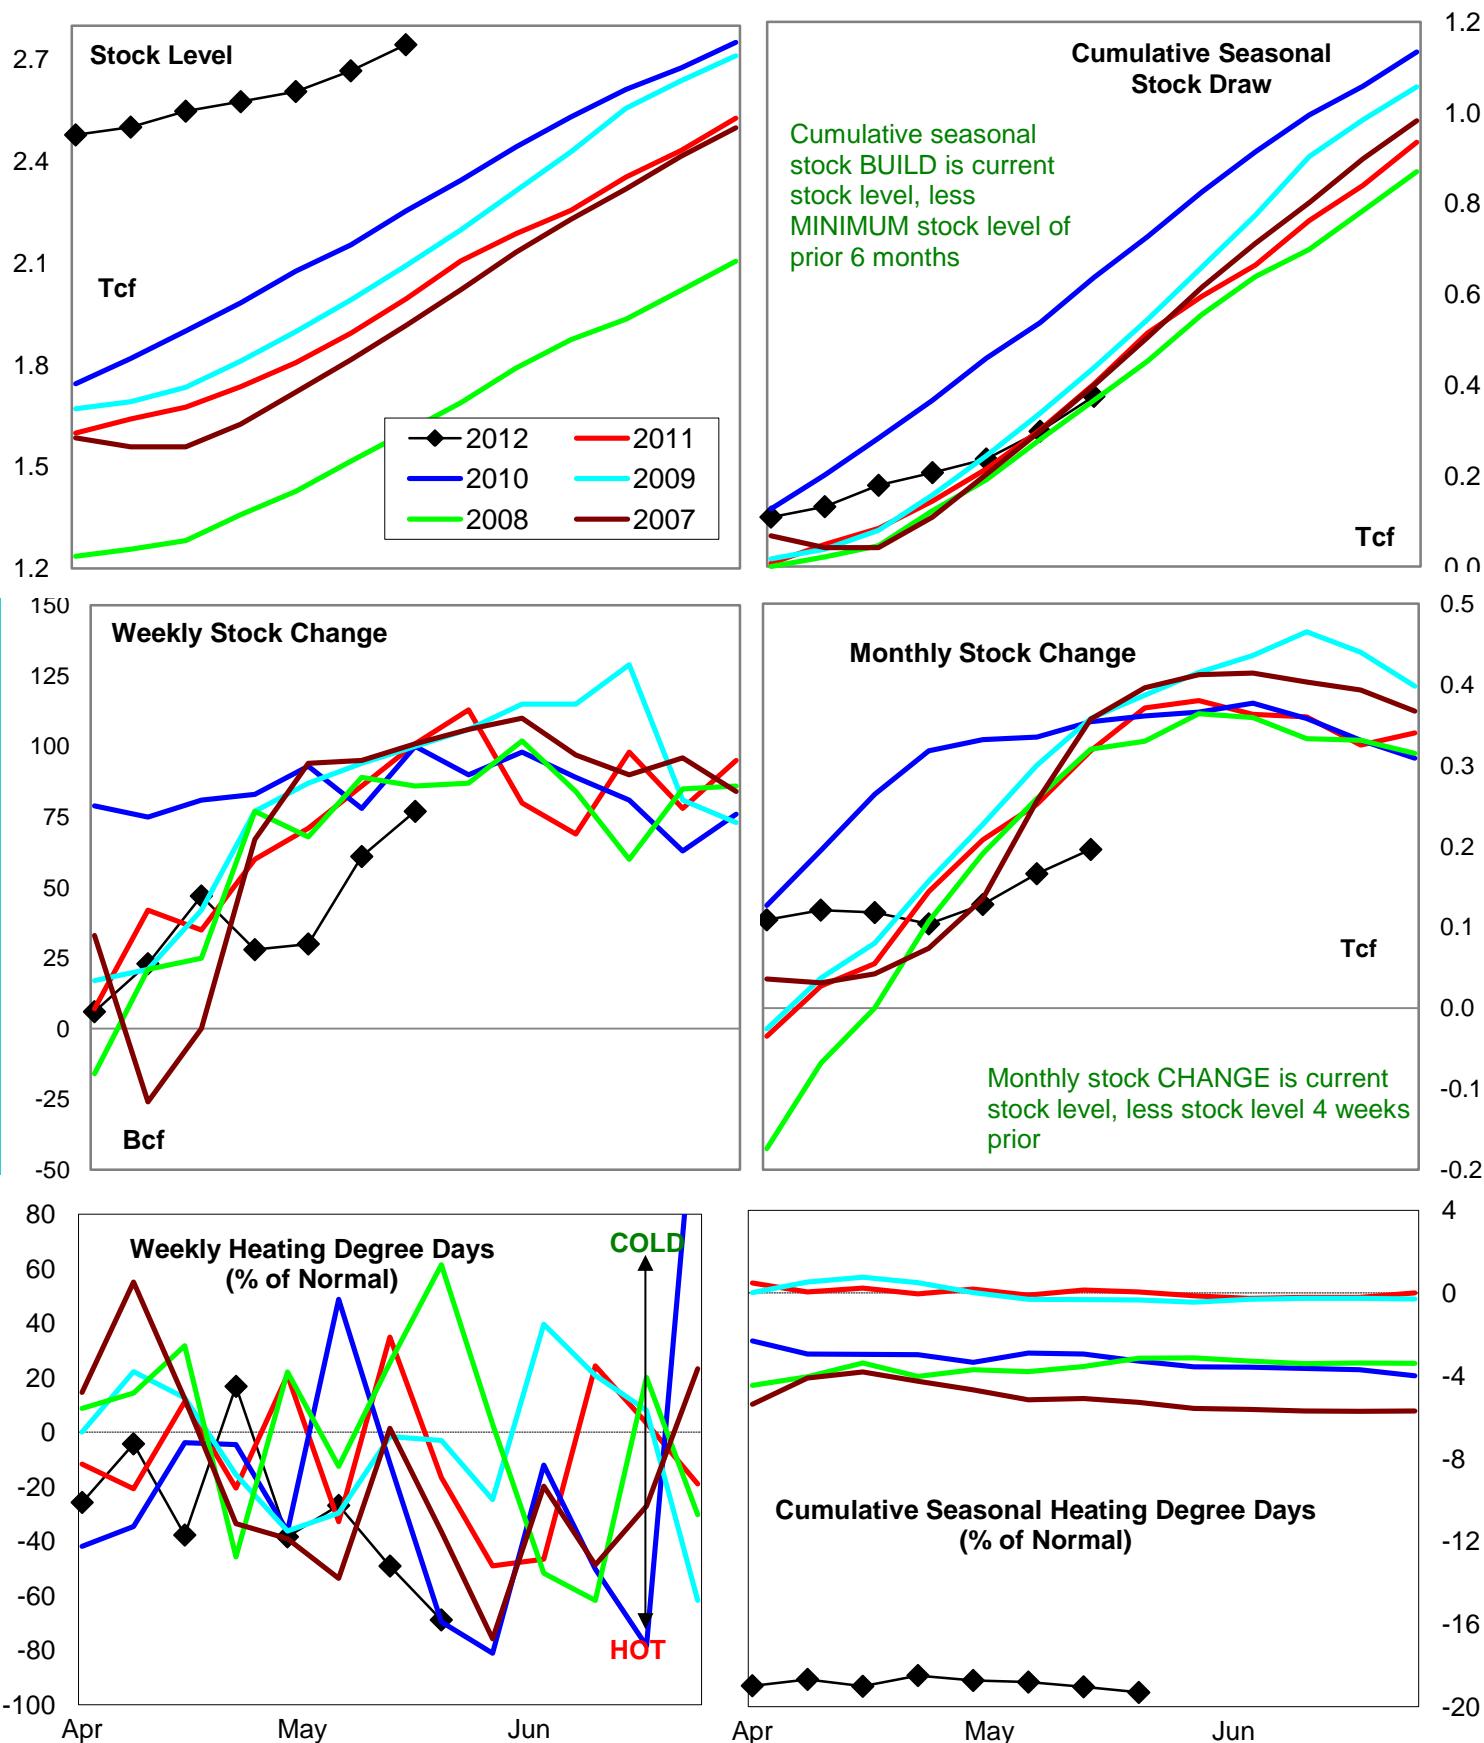 Stock Level
2.7
2.4
2.1
1.8
1.5
1.2
Tcf
2012
2011
2010
2009
2008
2007
Cumulative Seasonal
Stock Draw
Cumulative seasonal
stock BUILD is current
stock level, less
MINIMUM stock level of
prior 6 months
Tcf
1.2
1.0
0.8
0.6
0.4
0.2
0.0
Weekly Stock Change
150
125
100
75
50
25
0
-25
-50
Bcf
Monthly Stock Change
Tcf
Monthly stock CHANGE is current
stock level, less stock level 4 weeks
prior
0.5
0.4
0.3
0.2
0.1
0.0
-0.1
-0.2
Weekly Heating Degree Days
(% of Normal)
COLD
HOT
80
60
40
20
0
-20
-40
-60
-80
-100
Apr
May
Jun
Cumulative Seasonal Heating Degree Days
(% of Normal)
4
0
-4
-8
-12
-16
-20
Apr
May
Jun